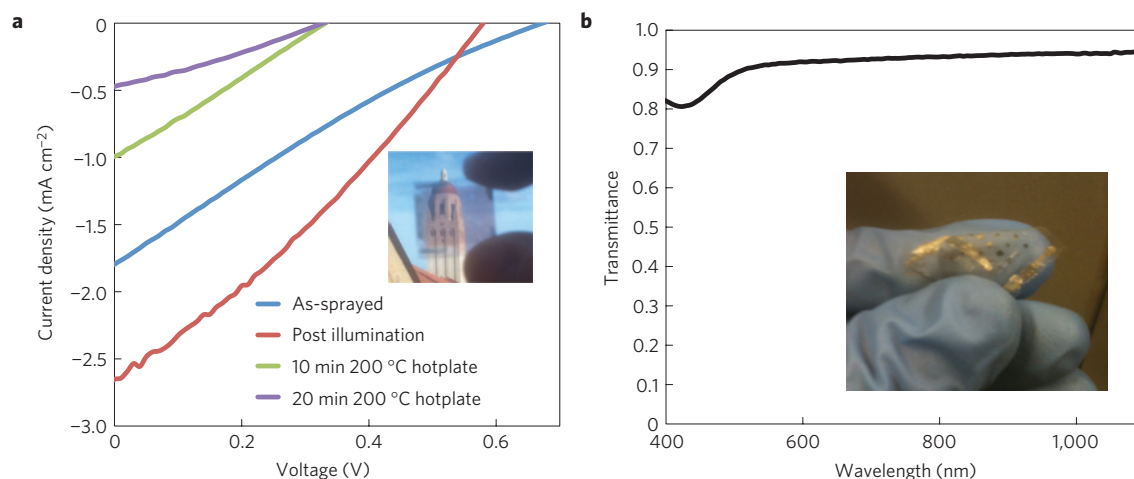 a
0
−0.5
−1.0
−1.5
−2.0
−2.5
−3.0
Current density (mA cm⁻²)
0
0.2
0.4
0.6
Voltage (V)
As-sprayed
Post illumination
10 min 200 °C hotplate
20 min 200 °C hotplate
b
1.0
0.9
0.8
0.7
0.6
0.5
0.4
0.3
0.2
0.1
0
Transmittance
400
600
800
1,000
Wavelength (nm)